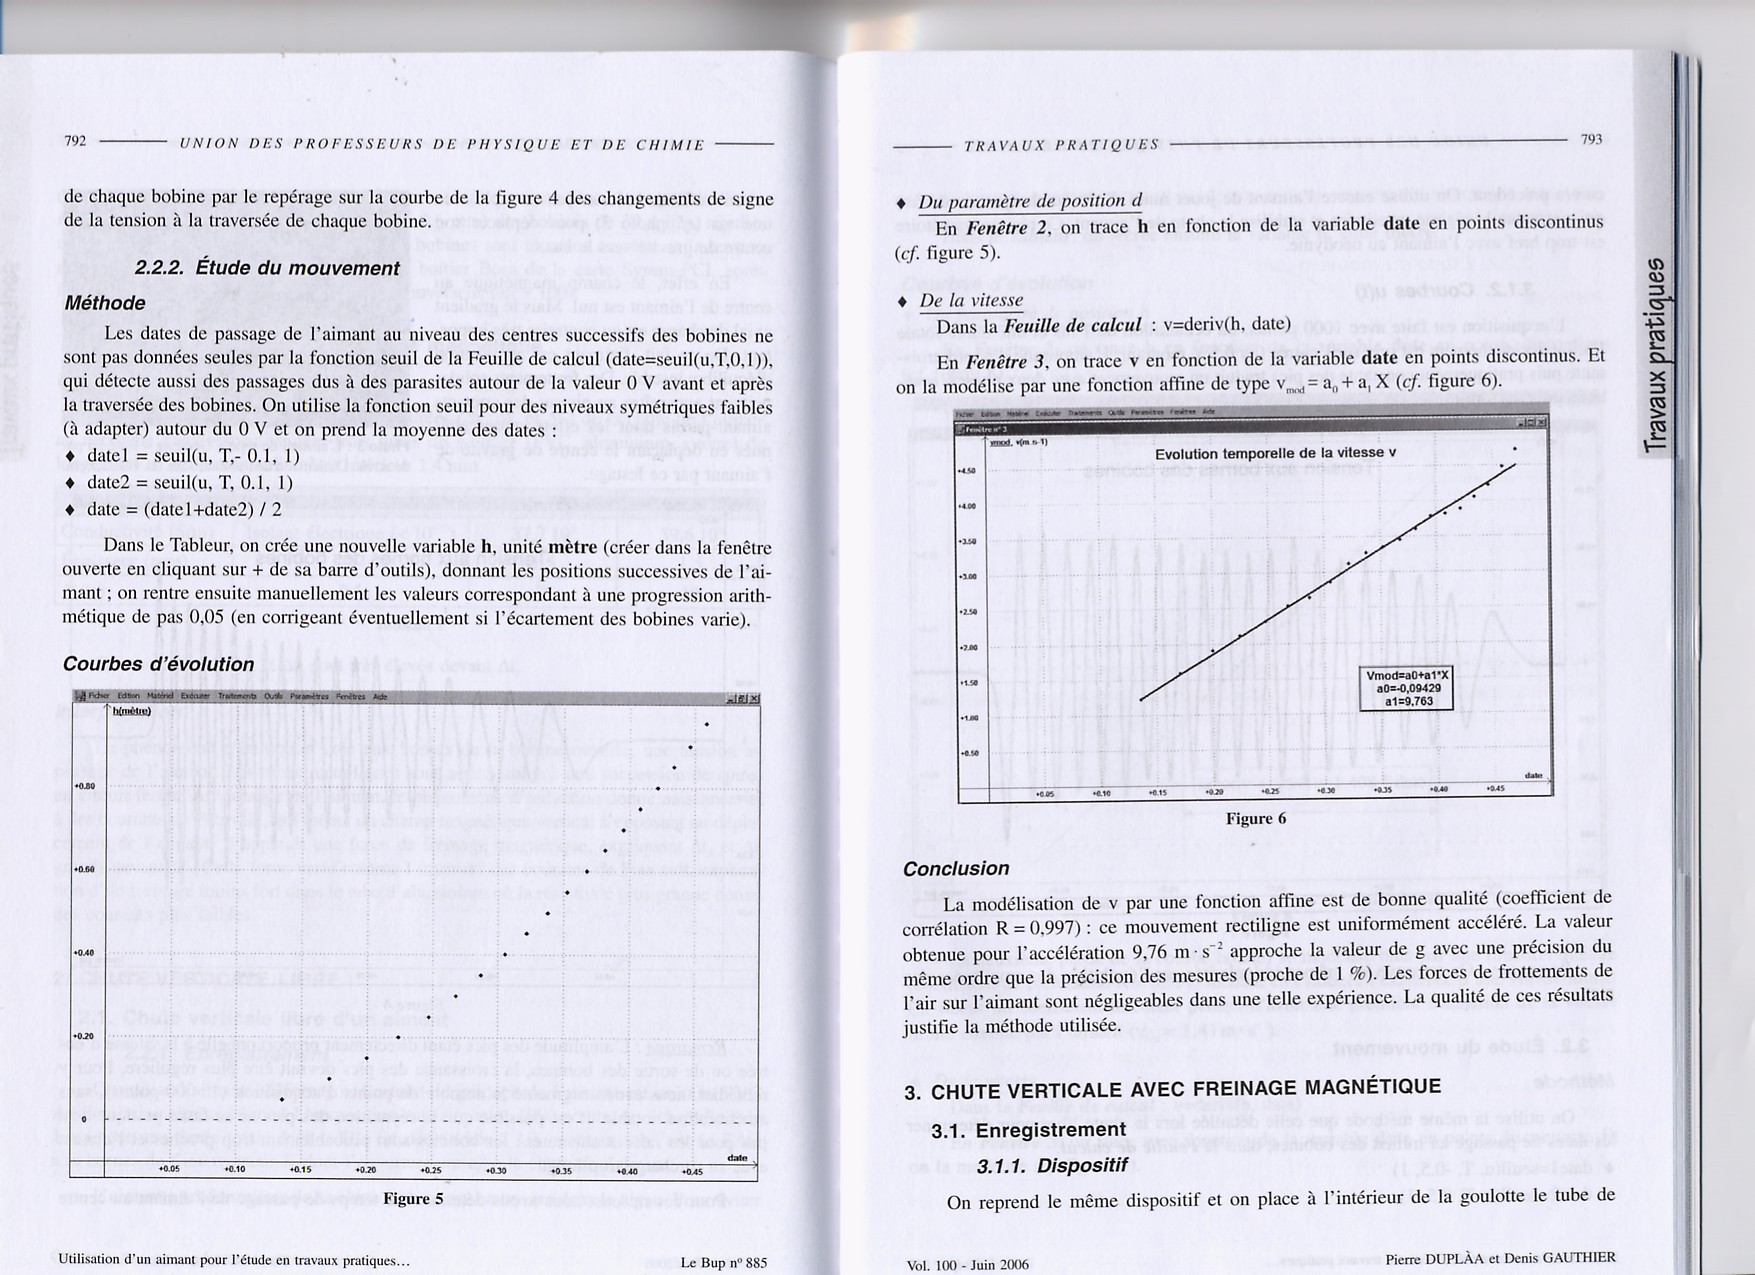 792 UNION DES PROFESSEURS DE PHYSIQUE ET DE CHIMIE
de chaque bobine par le repérage sur la courbe de la figure 4 des changements de signe
de la tension à la traversée de chaque bobine.
2.2.2. Étude du mouvement
Méthode
Les dates de passage de l'aimant au niveau des centres successifs des bobines ne
sont pas données seules par la fonction seuil de la Feuille de calcul (date=seuil(u,T,0,1)),
qui détecte aussi des passages dus à des parasites autour de la valeur 0 V avant et après
la traversée des bobines. On utilise la fonction seuil pour des niveaux symétriques faibles
(à adapter) autour du 0 V et on prend la moyenne des dates :
♦ date1 = seuil(u, T,- 0.1, 1)
♦ date2 = seuil(u, T, 0.1, 1)
♦ date = (date1+date2) / 2
Dans le Tableur, on crée une nouvelle variable h, unité mètre (créer dans la fenêtre
ouverte en cliquant sur + de sa barre d'outils), donnant les positions successives de l'ai-
mant ; on rentre ensuite manuellement les valeurs correspondant à une progression arith-
métique de pas 0,05 (en corrigeant éventuellement si l'écartement des bobines varie).
Courbes d'évolution
Fichier Edition Matériel Exécuter Traitements Outils Paramètres Fenêtres Aide
h(mètre)
+0.80
+0.60
+0.40
+0.20
0
date
+0.05 +0.10 +0.15 +0.20 +0.25 +0.30 +0.35 +0.40 +0.45
Figure 5
Utilisation d'un aimant pour l'étude en travaux pratiques... Le Bup n° 885
TRAVAUX PRATIQUES 793
♦ Du paramètre de position d
En Fenêtre 2, on trace h en fonction de la variable date en points discontinus
(cf. figure 5).
♦ De la vitesse
Dans la Feuille de calcul : v=deriv(h, date)
En Fenêtre 3, on trace v en fonction de la variable date en points discontinus. Et
on la modélise par une fonction affine de type vmod = a0 + a1 X (cf. figure 6).
Fichier Edition Matériel Exécuter Traitements Outils Paramètres Fenêtres Aide
Fenêtre n° 3
vmod, v(m.s-1)
Evolution temporelle de la vitesse v
+4.50
+4.00
+3.50
+3.00
+2.50
+2.00
+1.50
+1.00
+0.50
Vmod=a0+a1*X
a0=-0,09429
a1=9,763
date
+0.05 +0.10 +0.15 +0.20 +0.25 +0.30 +0.35 +0.40 +0.45
Figure 6
Conclusion
La modélisation de v par une fonction affine est de bonne qualité (coefficient de
corrélation R = 0,997) : ce mouvement rectiligne est uniformément accéléré. La valeur
obtenue pour l'accélération 9,76 m · s⁻² approche la valeur de g avec une précision du
même ordre que la précision des mesures (proche de 1 %). Les forces de frottements de
l'air sur l'aimant sont négligeables dans une telle expérience. La qualité de ces résultats
justifie la méthode utilisée.
3. CHUTE VERTICALE AVEC FREINAGE MAGNÉTIQUE
3.1. Enregistrement
3.1.1. Dispositif
On reprend le même dispositif et on place à l'intérieur de la goulotte le tube de
Vol. 100 - Juin 2006 Pierre DUPLÀA et Denis GAUTHIER
Travaux pratiques